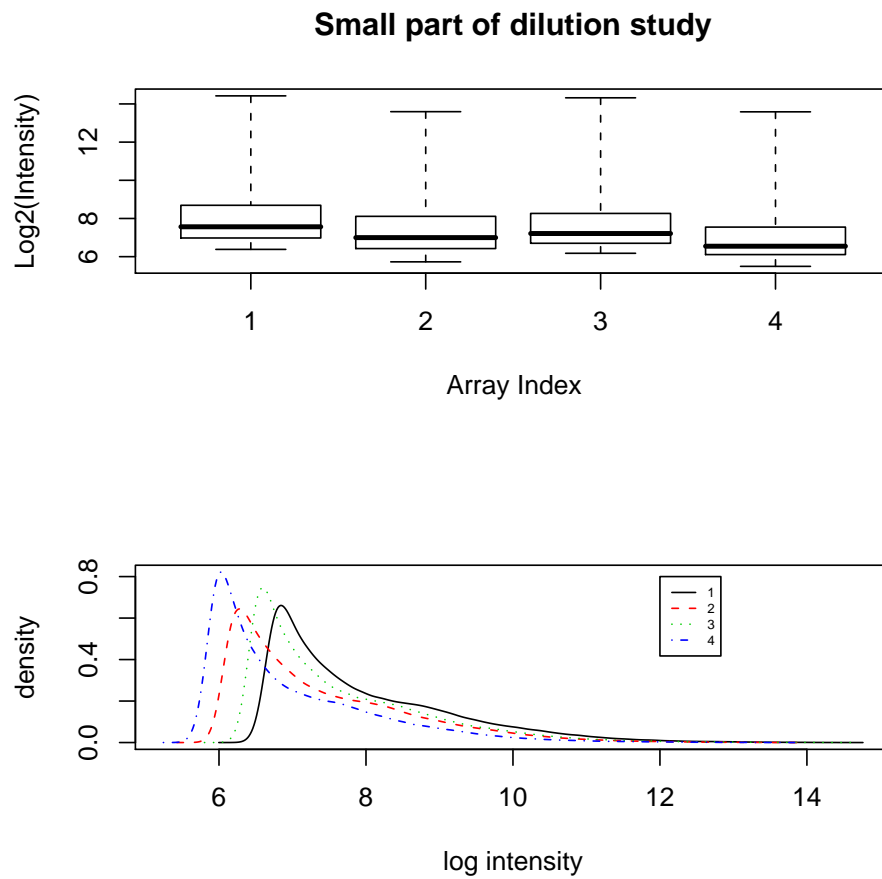 Small part of dilution study
Log2(Intensity)
12
8
6
1 2 3 4
Array Index
density
0.8
0.4
0.0
1
2
3
4
6 8 10 12 14
log intensity